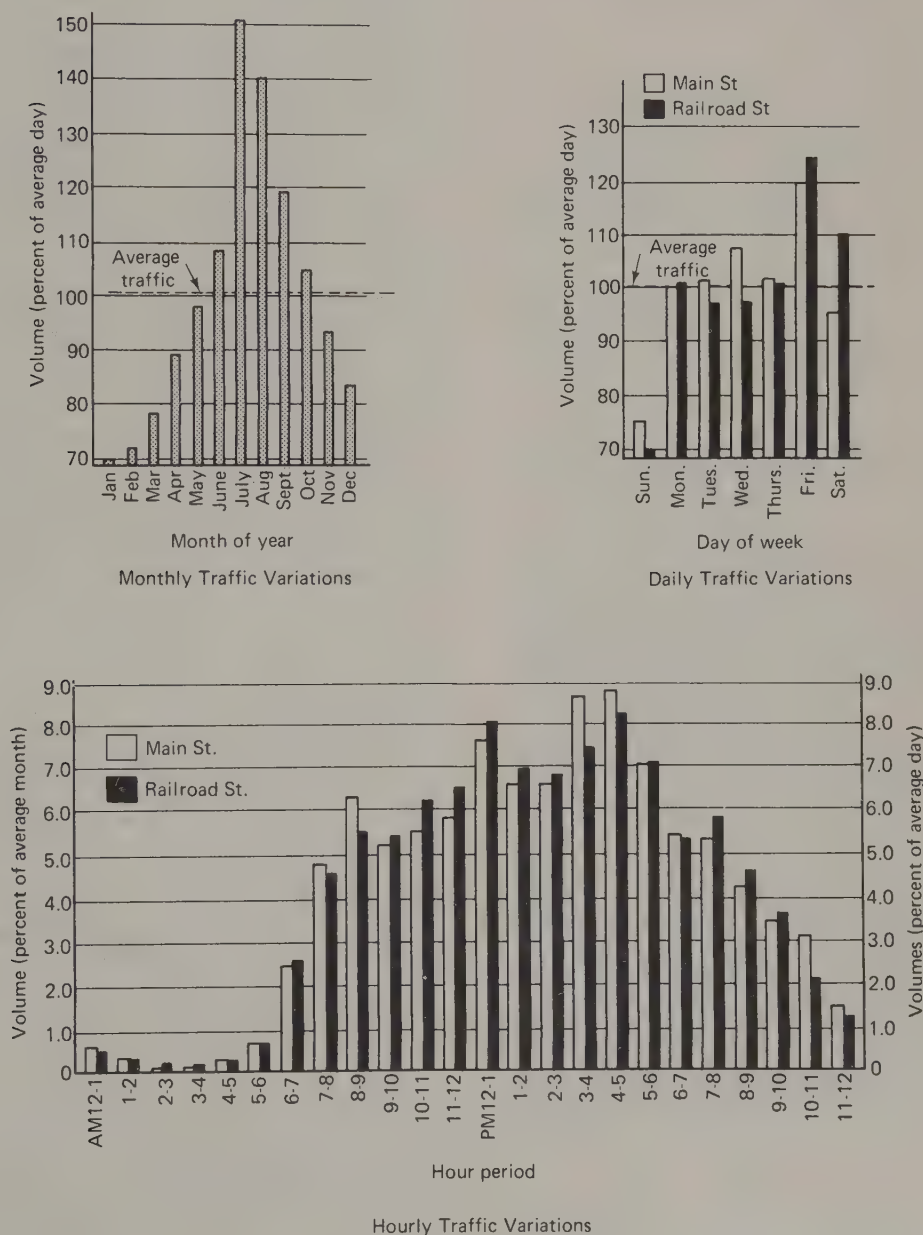 Volume (percent of average day)
150
140
130
120
110
100
90
80
70
Average
traffic
Jan
Feb
Mar
Apr
May
June
July
Aug
Sept
Oct
Nov
Dec
Month of year
Monthly Traffic Variations
Main St
Railroad St
Volume (percent of average day)
130
120
110
100
90
80
70
Average
traffic
Sun.
Mon.
Tues.
Wed.
Thurs.
Fri.
Sat.
Day of week
Daily Traffic Variations
Volume (percent of average month)
9.0
8.0
7.0
6.0
5.0
4.0
3.0
2.0
1.0
0
Main St.
Railroad St.
9.0
8.0
7.0
6.0
5.0
4.0
3.0
2.0
1.0
0
Volumes (percent of average day)
AM12-1
1-2
2-3
3-4
4-5
5-6
6-7
7-8
8-9
9-10
10-11
11-12
PM12-1
1-2
2-3
3-4
4-5
5-6
6-7
7-8
8-9
9-10
10-11
11-12
Hour period
Hourly Traffic Variations